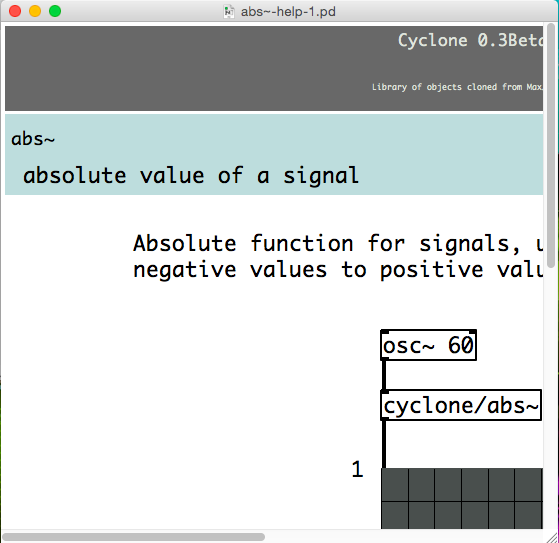 abs~-help-1.pd
Cyclone 0.3Beta
Library of objects cloned from Max
abs~
absolute value of a signal
Absolute function for signals, u
negative values to positive valu
osc~ 60
cyclone/abs~
1